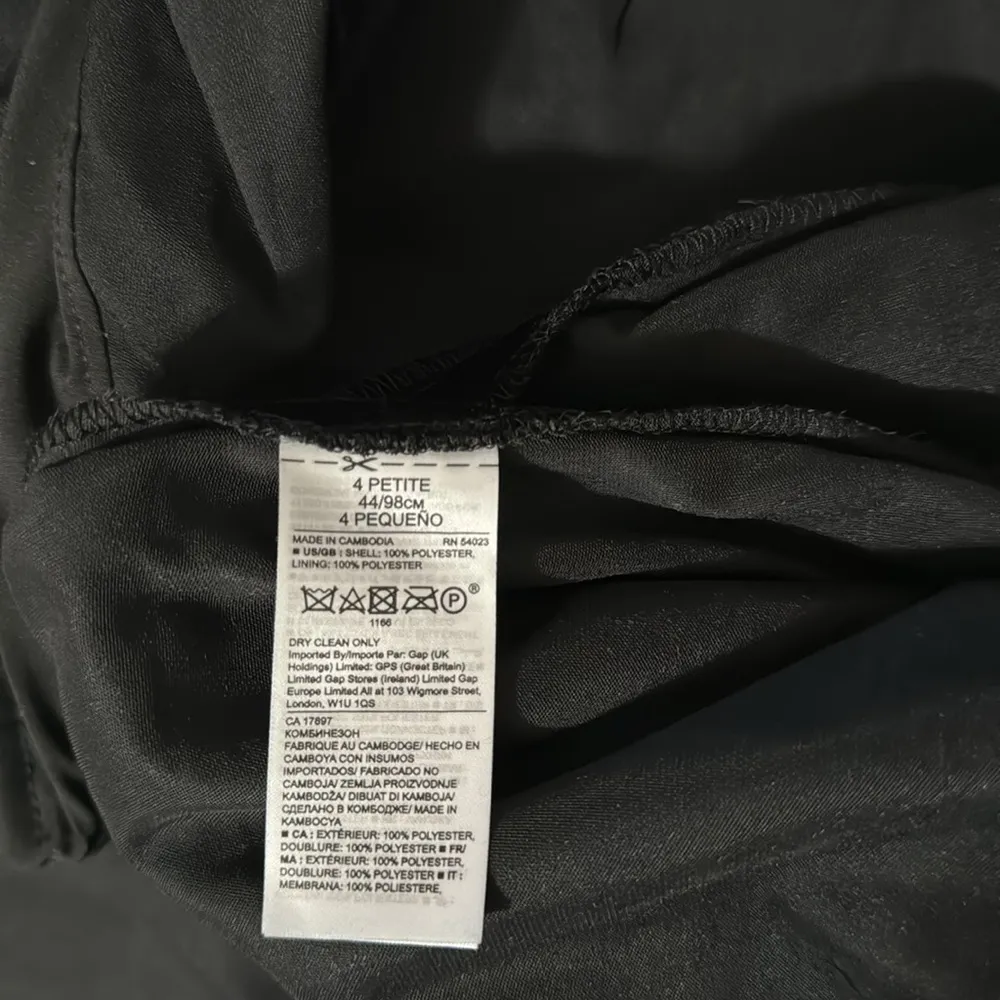 4 PETITE
44/98CM
4 PEQUEÑO
MADE IN CAMBODIA RN 54023
■ US/GB : SHELL: 100% POLYESTER,
LINING: 100% POLYESTER
P ®
1166
DRY CLEAN ONLY
Imported By/Importe Par: Gap (UK
Holdings) Limited: GPS (Great Britain)
Limited Gap Stores (Ireland) Limited Gap
Europe Limited All at 103 Wigmore Street,
London, W1U 1QS
CA 17897
КОМБИНЕЗОН
FABRIQUE AU CAMBODGE/ HECHO EN
CAMBOYA CON INSUMOS
IMPORTADOS/ FABRICADO NO
CAMBOJA/ ZEMLJA PROIZVODNJE
KAMBODŽA/ DIBUAT DI KAMBOJA/
СДЕЛАНО В КОМБОДЖЕ/ MADE IN
KAMBOCYA
■ CA : EXTÉRIEUR: 100% POLYESTER,
DOUBLURE: 100% POLYESTER ■ FR/
MA : EXTÉRIEUR: 100% POLYESTER,
DOUBLURE: 100% POLYESTER ■ IT :
MEMBRANA: 100% POLIESTERE,